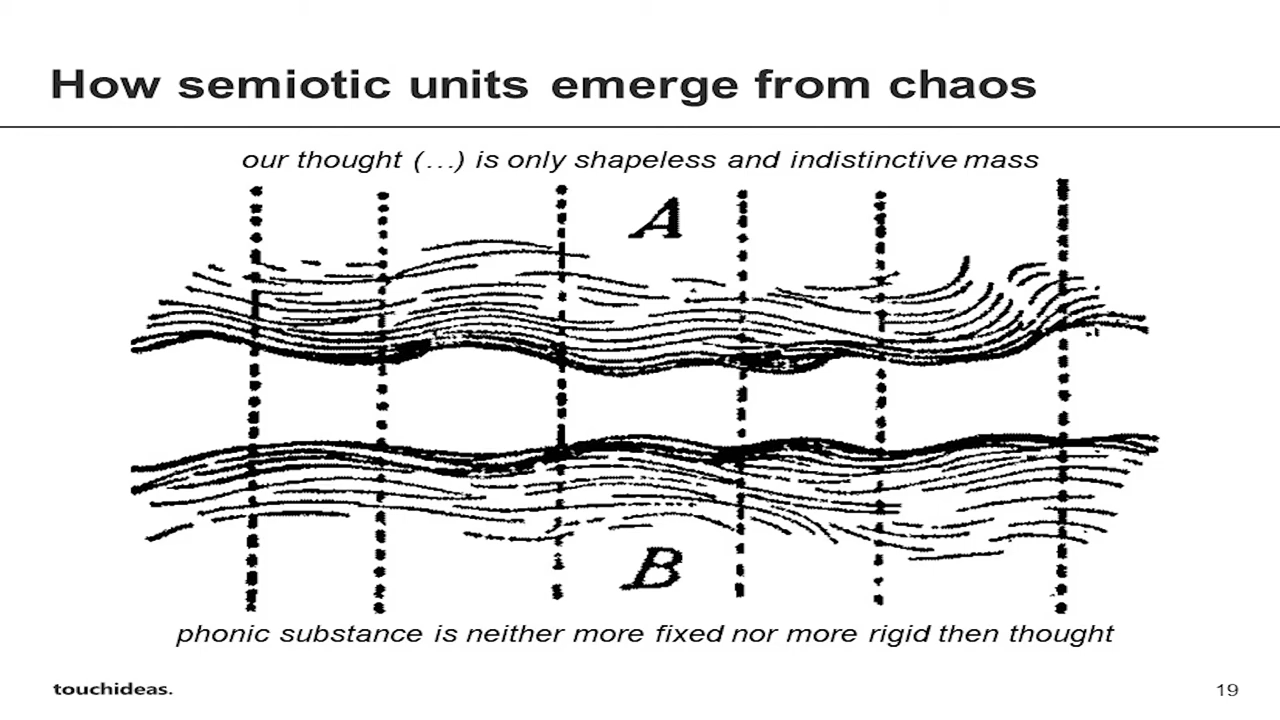 How semiotic units emerge from chaos
our thought (…) is only shapeless and indistinctive mass
A
B
phonic substance is neither more fixed nor more rigid then thought
touchideas.
19